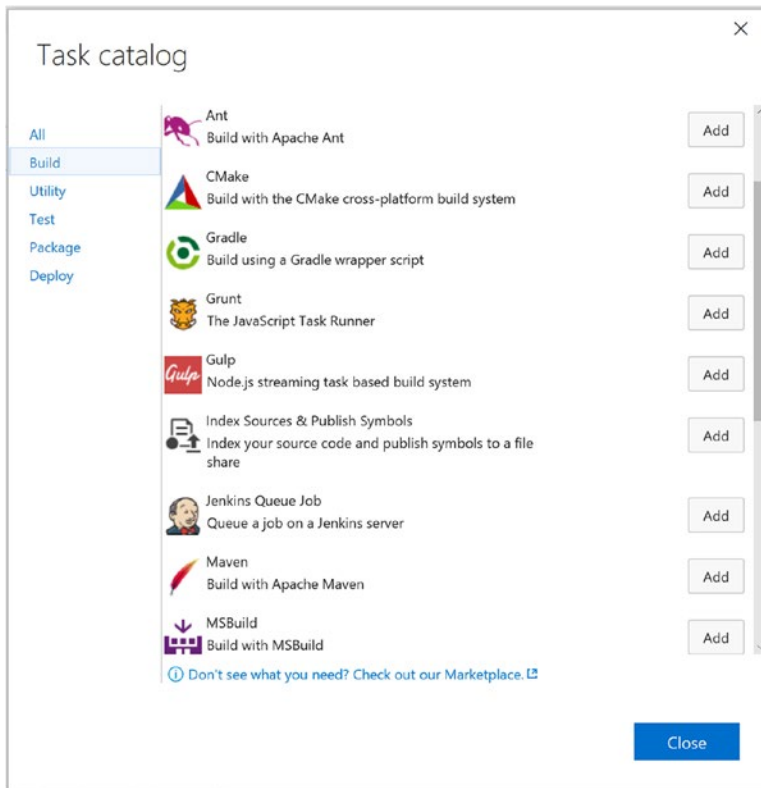 Task catalog
All
Build
Utility
Test
Package
Deploy
Ant
Build with Apache Ant
Add
CMake
Build with the CMake cross-platform build system
Add
Gradle
Build using a Gradle wrapper script
Add
Grunt
The JavaScript Task Runner
Add
Gulp
Gulp
Node.js streaming task based build system
Add
Index Sources & Publish Symbols
Index your source code and publish symbols to a file
share
Add
Jenkins Queue Job
Queue a job on a Jenkins server
Add
Maven
Build with Apache Maven
Add
MSBuild
Build with MSBuild
Add
Don't see what you need? Check out our Marketplace.
Close